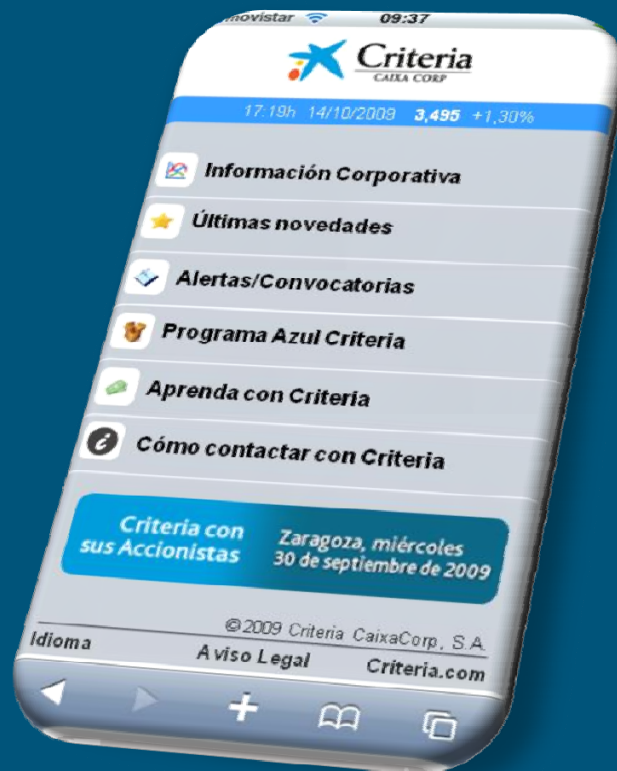 movistar 09:37
Criteria
CAIXA CORP
17:19h 14/10/2009 3,495 +1,30%
Información Corporativa
Últimas novedades
Alertas/Convocatorias
Programa Azul Criteria
Aprenda con Criteria
Cómo contactar con Criteria
Criteria con
sus Accionistas
Zaragoza, miércoles
30 de septiembre de 2009
©2009 Criteria CaixaCorp, S.A.
Idioma Aviso Legal Criteria.com